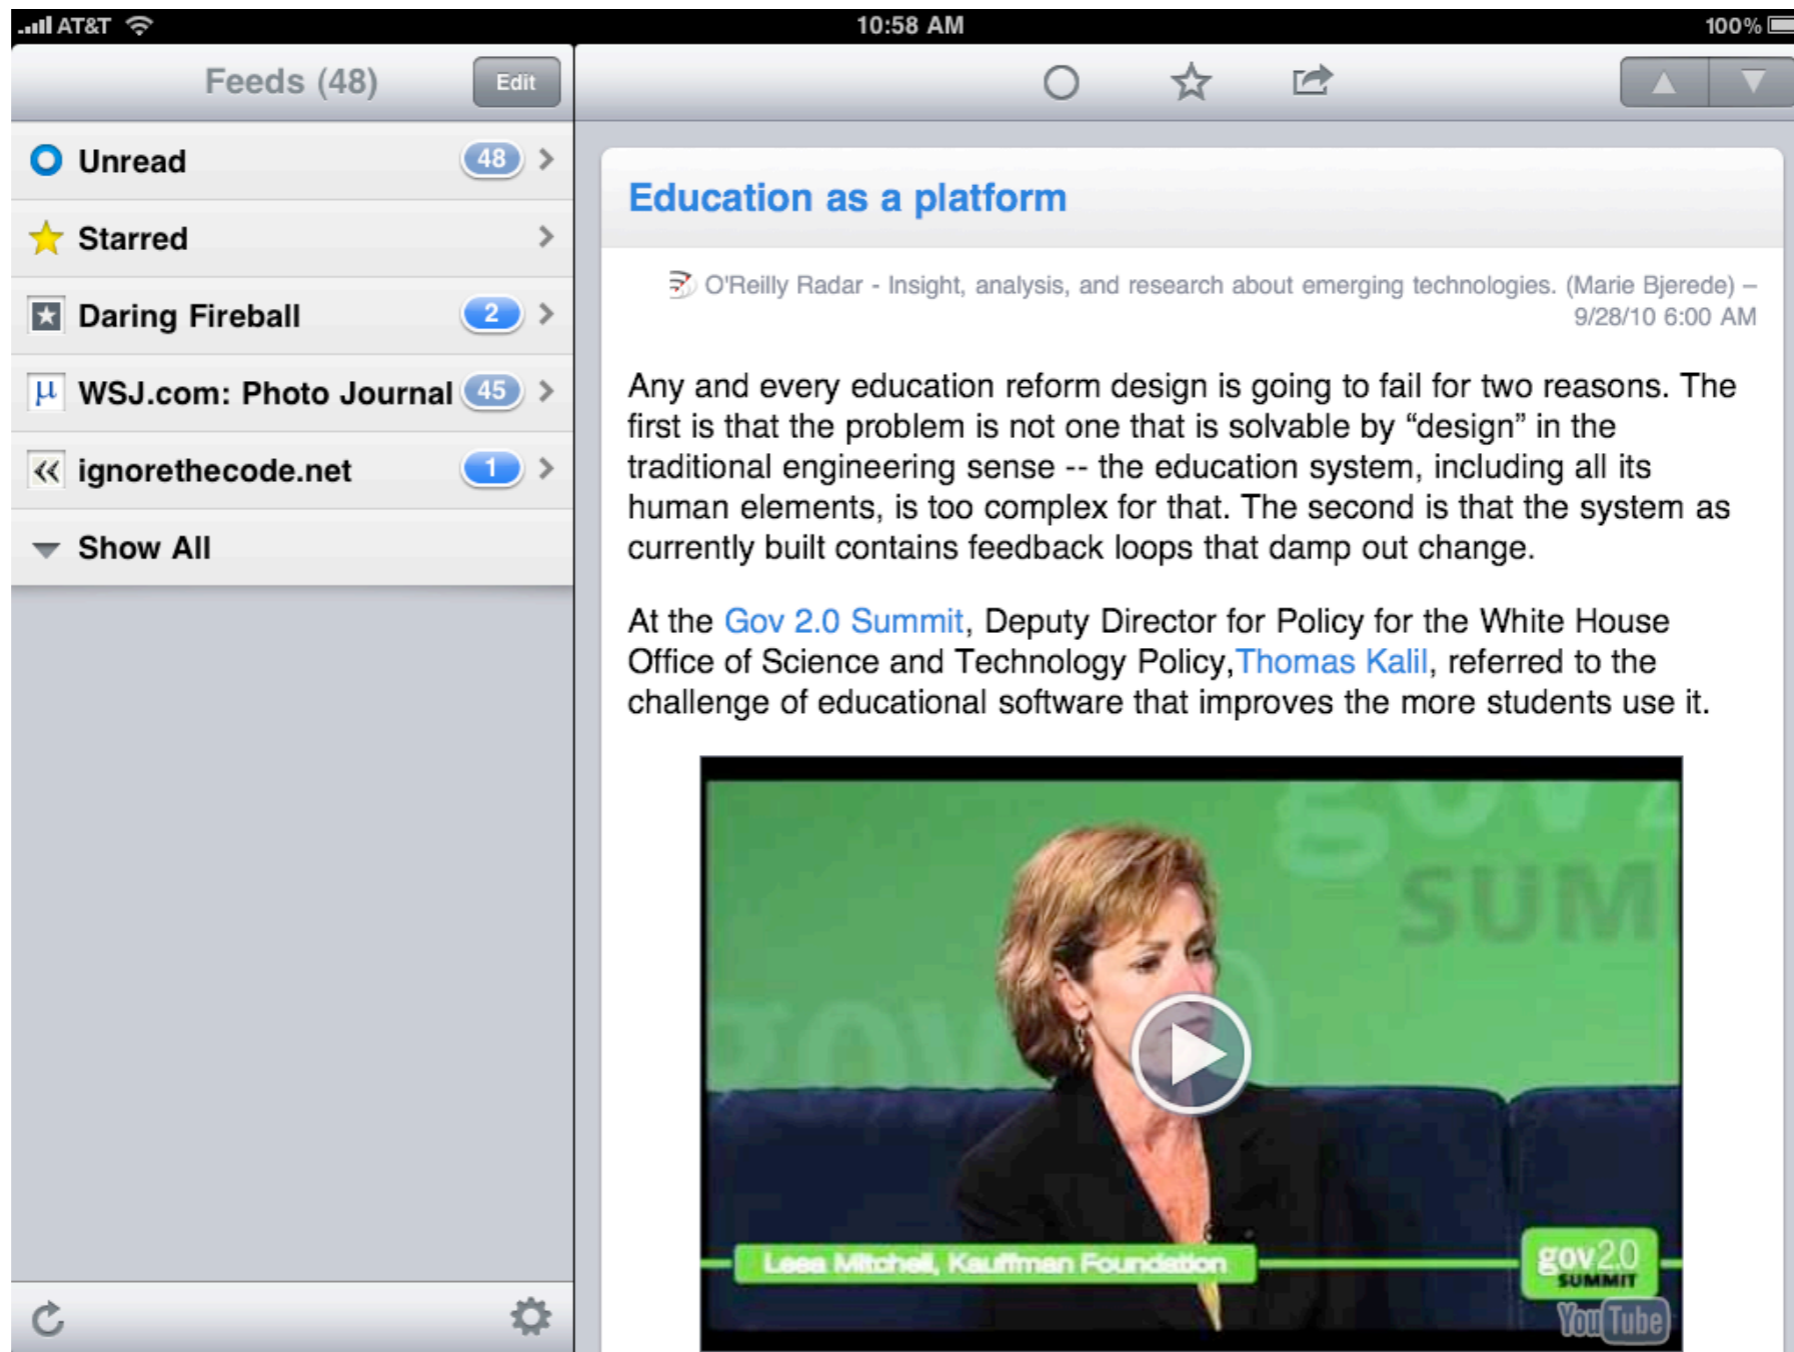 AT&T
10:58 AM
100%
Feeds (48)
Edit
Unread
48
Starred
Daring Fireball
2
WSJ.com: Photo Journal
45
ignorethecode.net
1
Show All
Education as a platform
O'Reilly Radar - Insight, analysis, and research about emerging technologies. (Marie Bjerede) –
9/28/10 6:00 AM
Any and every education reform design is going to fail for two reasons. The
first is that the problem is not one that is solvable by “design” in the
traditional engineering sense -- the education system, including all its
human elements, is too complex for that. The second is that the system as
currently built contains feedback loops that damp out change.
At the Gov 2.0 Summit, Deputy Director for Policy for the White House
Office of Science and Technology Policy,Thomas Kalil, referred to the
challenge of educational software that improves the more students use it.
gov 2
SUM
gov
Lesa Mitchell, Kauffman Foundation
gov2.0
SUMMIT
YouTube